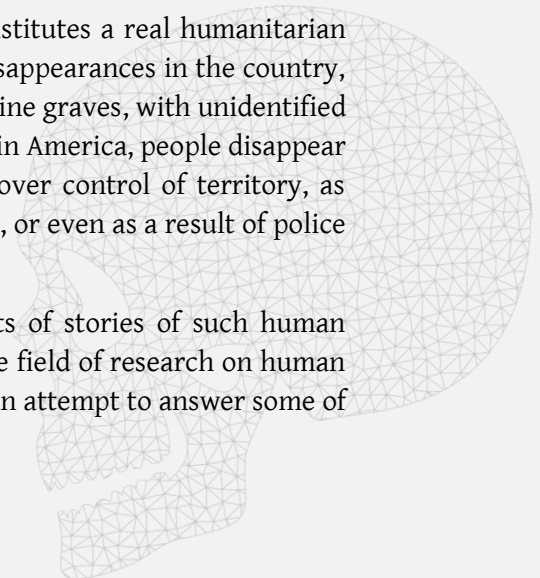 stitutes a real humanitarian
sappearances in the country,
ine graves, with unidentified
in America, people disappear
over control of territory, as
, or even as a result of police
ts of stories of such human
e field of research on human
n attempt to answer some of